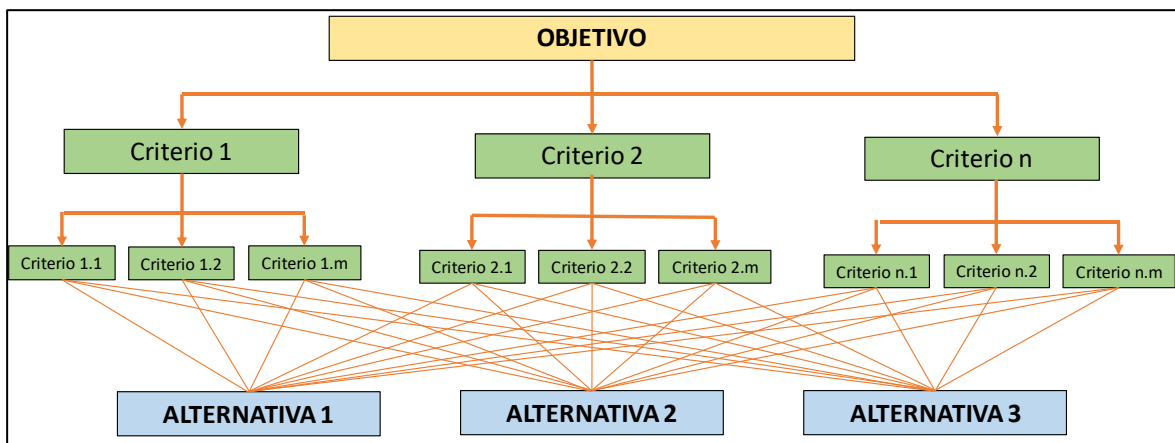 OBJETIVO
Criterio 1
Criterio 2
Criterio n
Criterio 1.1
Criterio 1.2
Criterio 1.m
Criterio 2.1
Criterio 2.2
Criterio 2.m
Criterio n.1
Criterio n.2
Criterio n.m
ALTERNATIVA 1
ALTERNATIVA 2
ALTERNATIVA 3